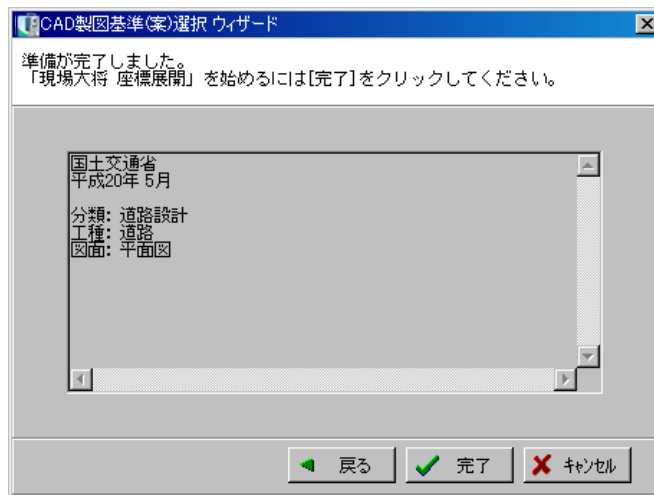 CAD製図基準(案)選択 ウィザード
準備が完了しました。
「現場大将 座標展開」を始めるには[完了]をクリックしてください。
国土交通省
平成20年 5月
分類: 道路設計
工種: 道路
図面: 平面図
戻る 完了 キャンセル